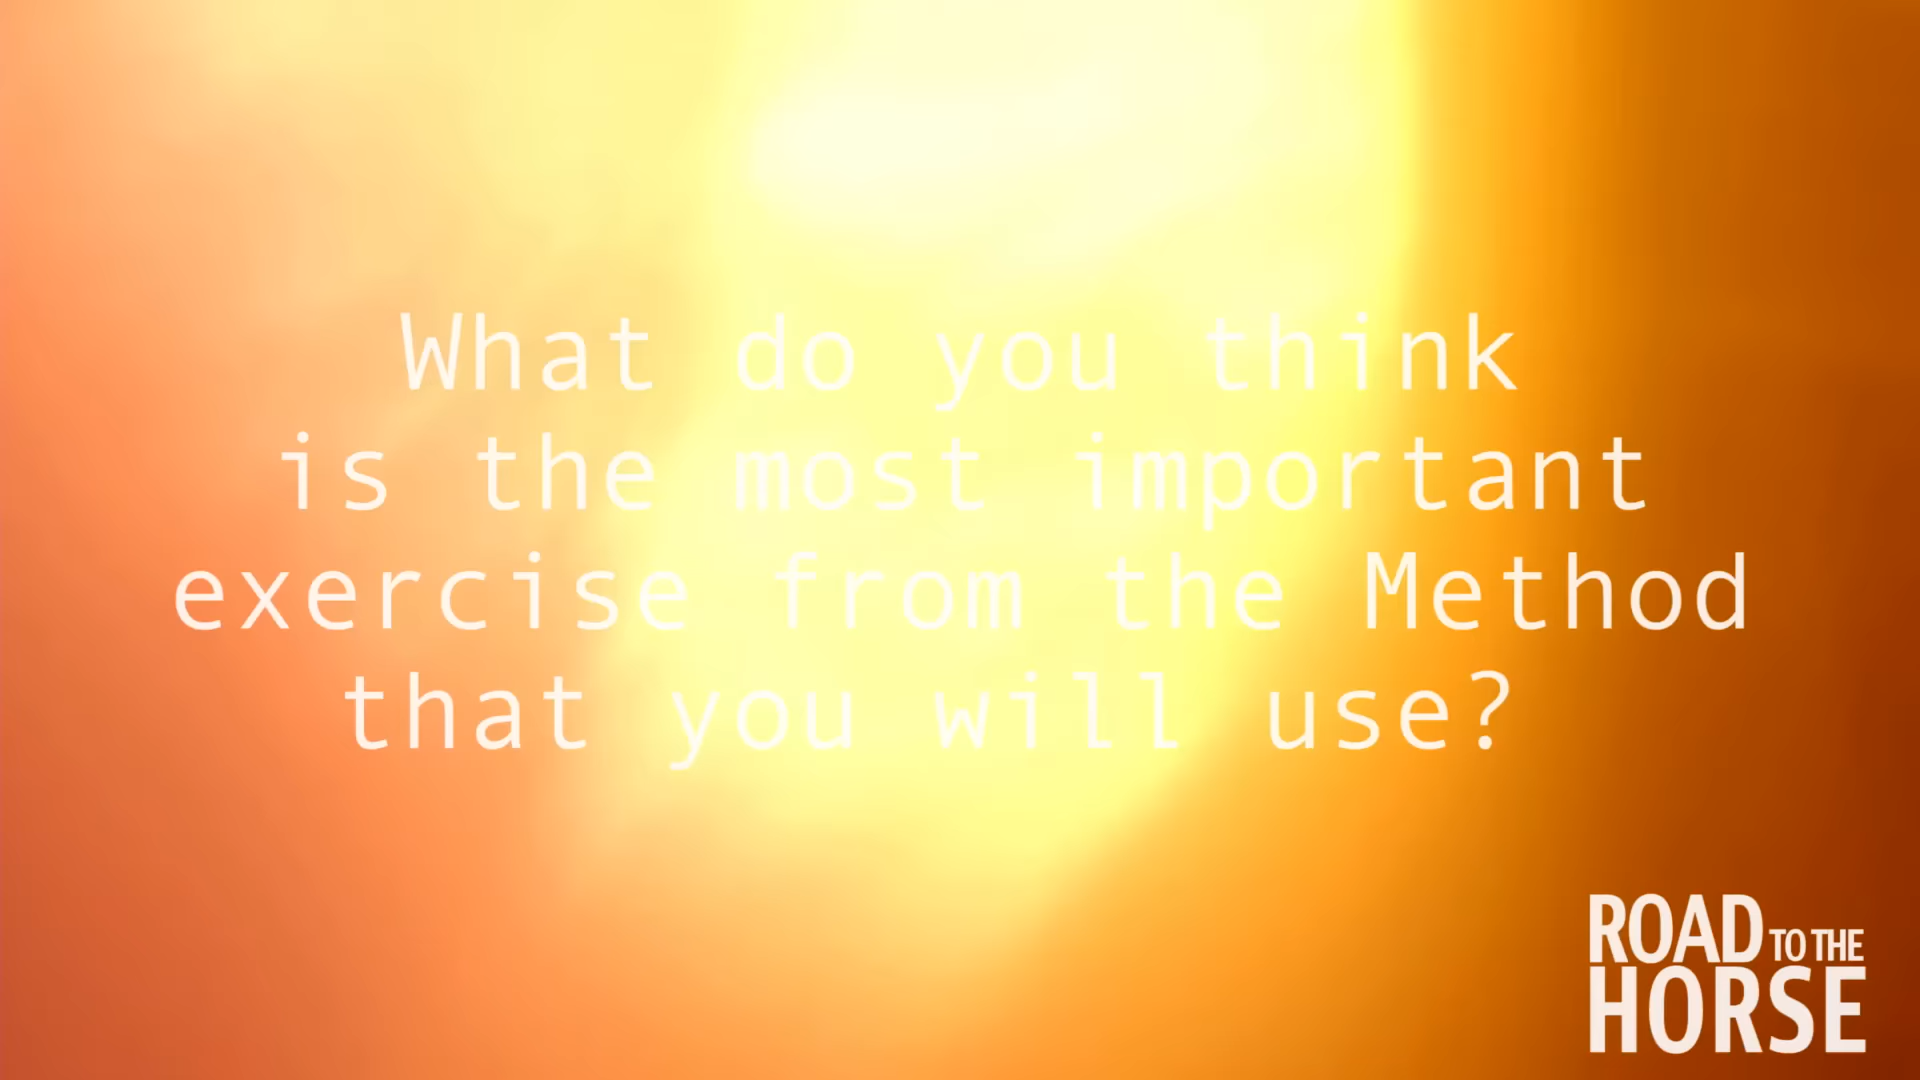 What do you think
is the most important
exercise from the Method
that you will use?
ROAD TO THE
HORSE